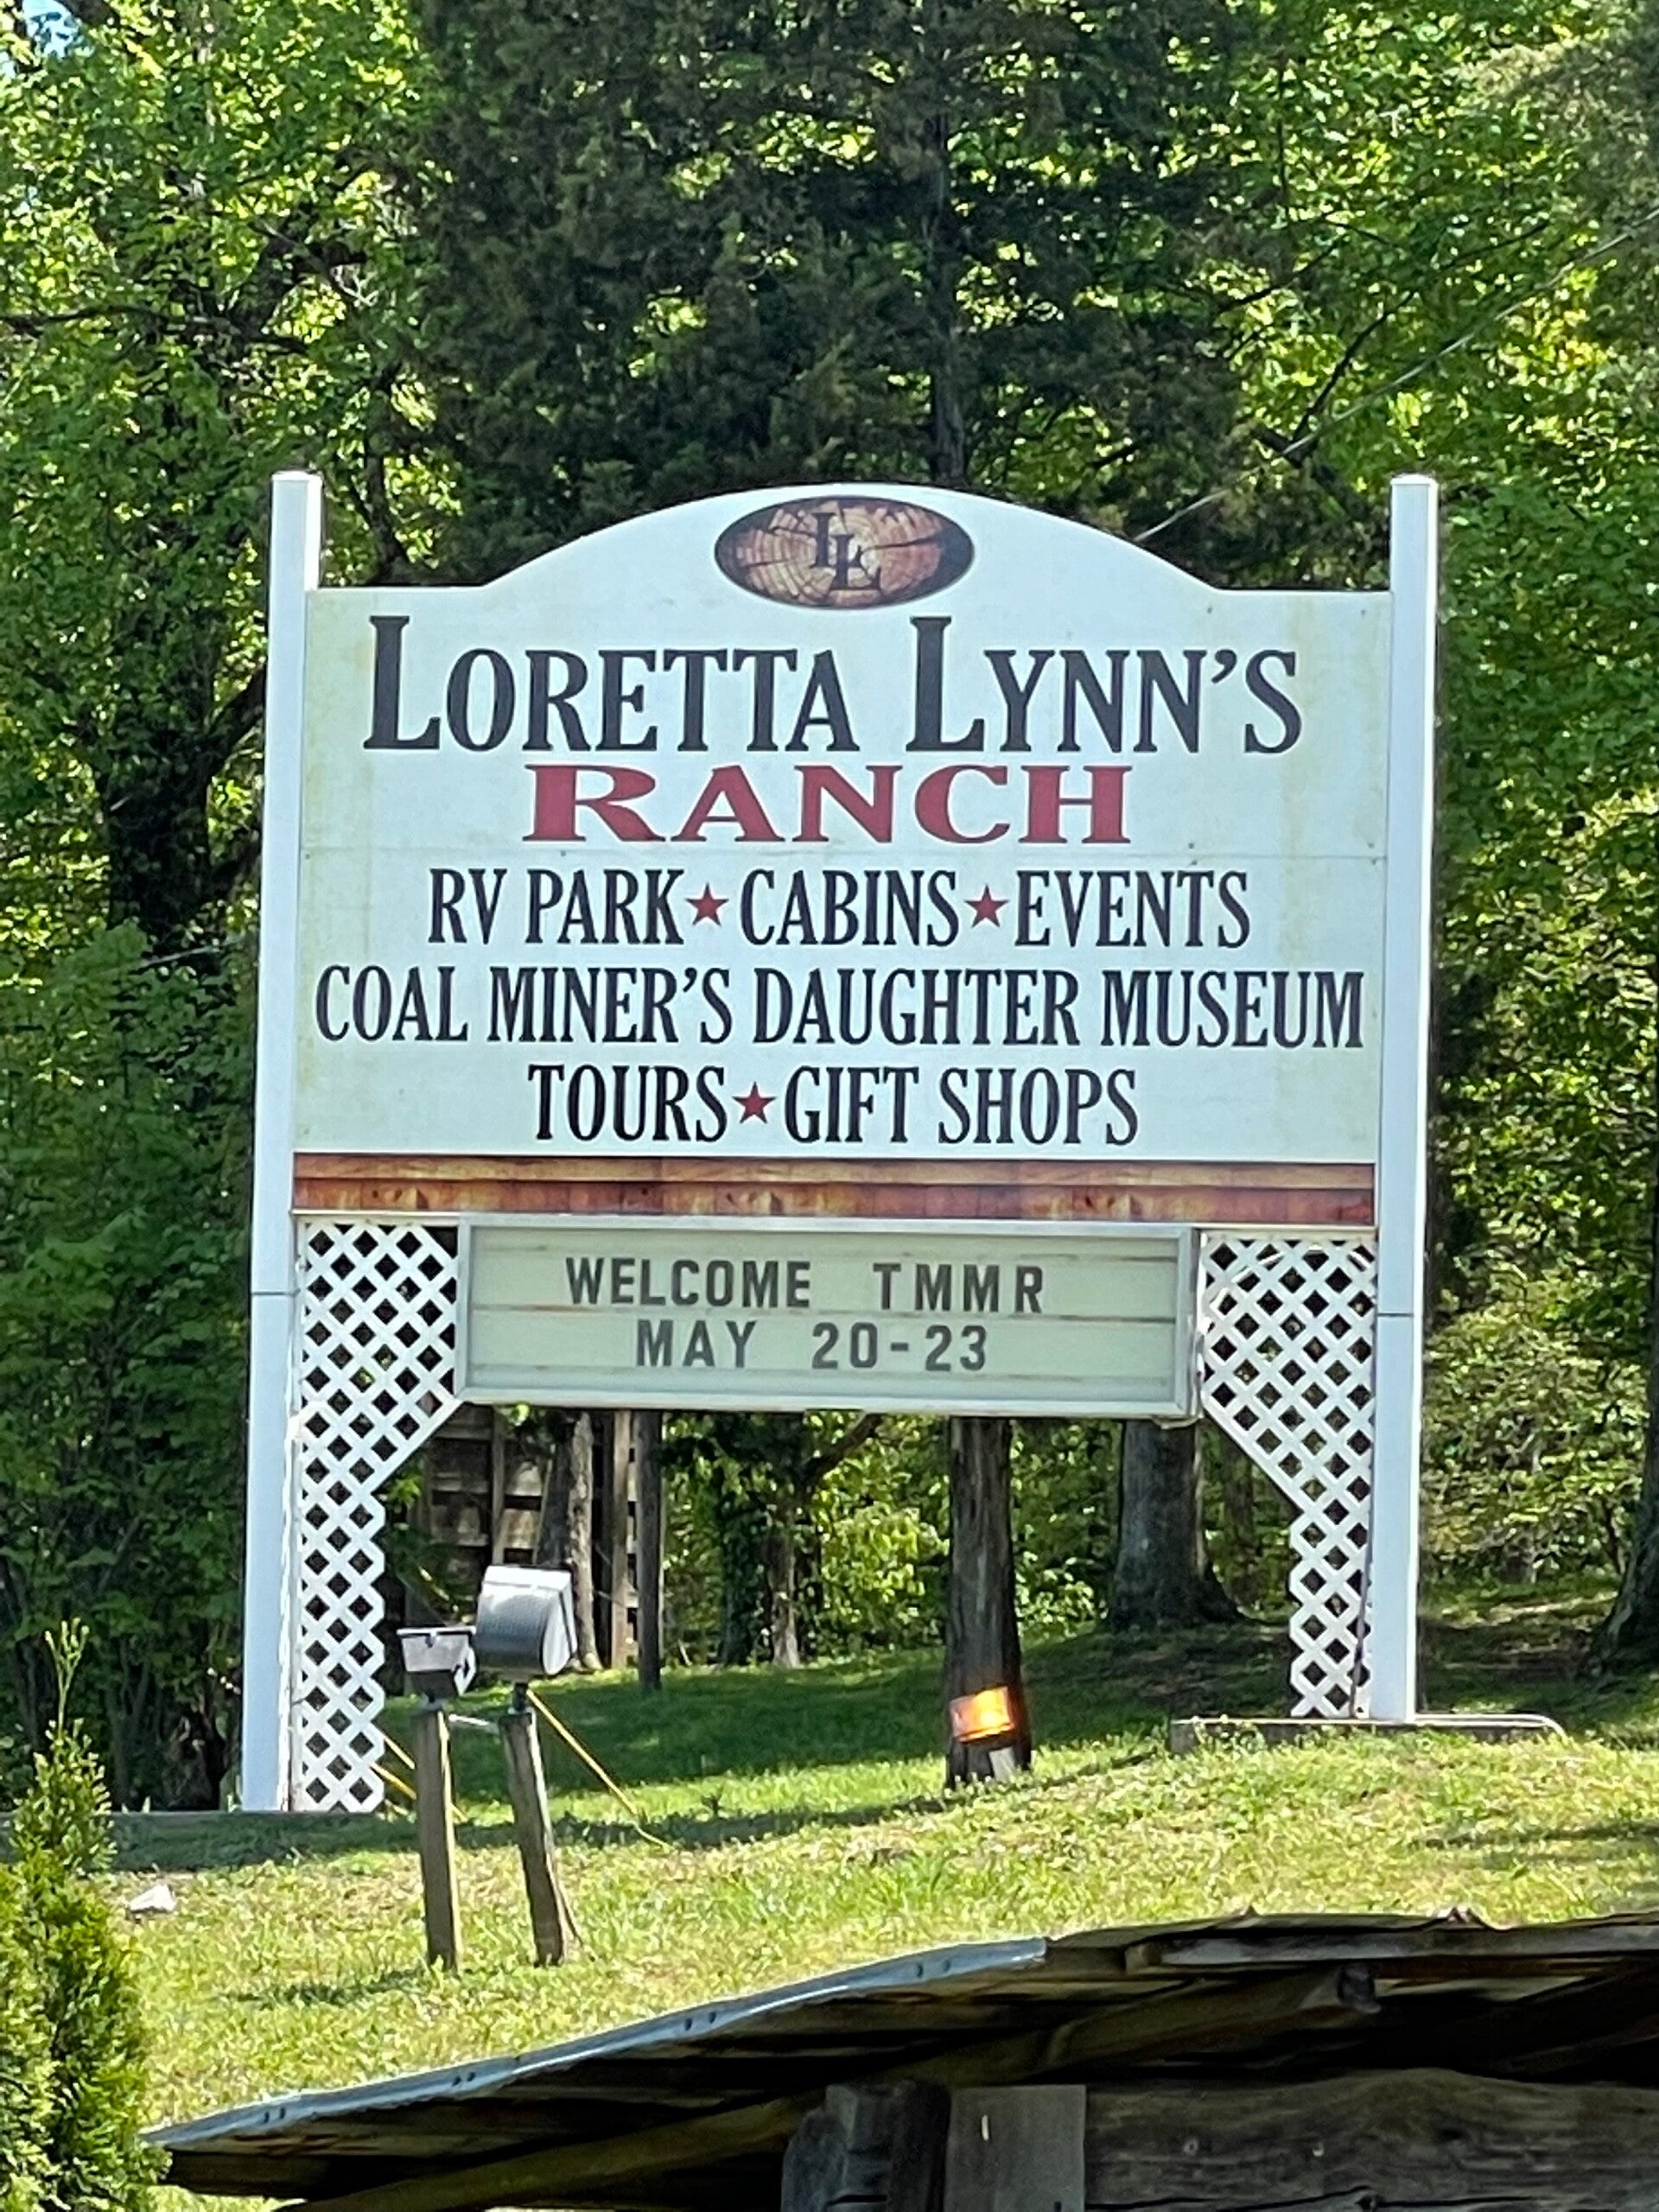 LL
LORETTA LYNN'S
RANCH
RV PARK★CABINS★EVENTS
COAL MINER'S DAUGHTER MUSEUM
TOURS★GIFT SHOPS
WELCOME TMMR
MAY 20-23